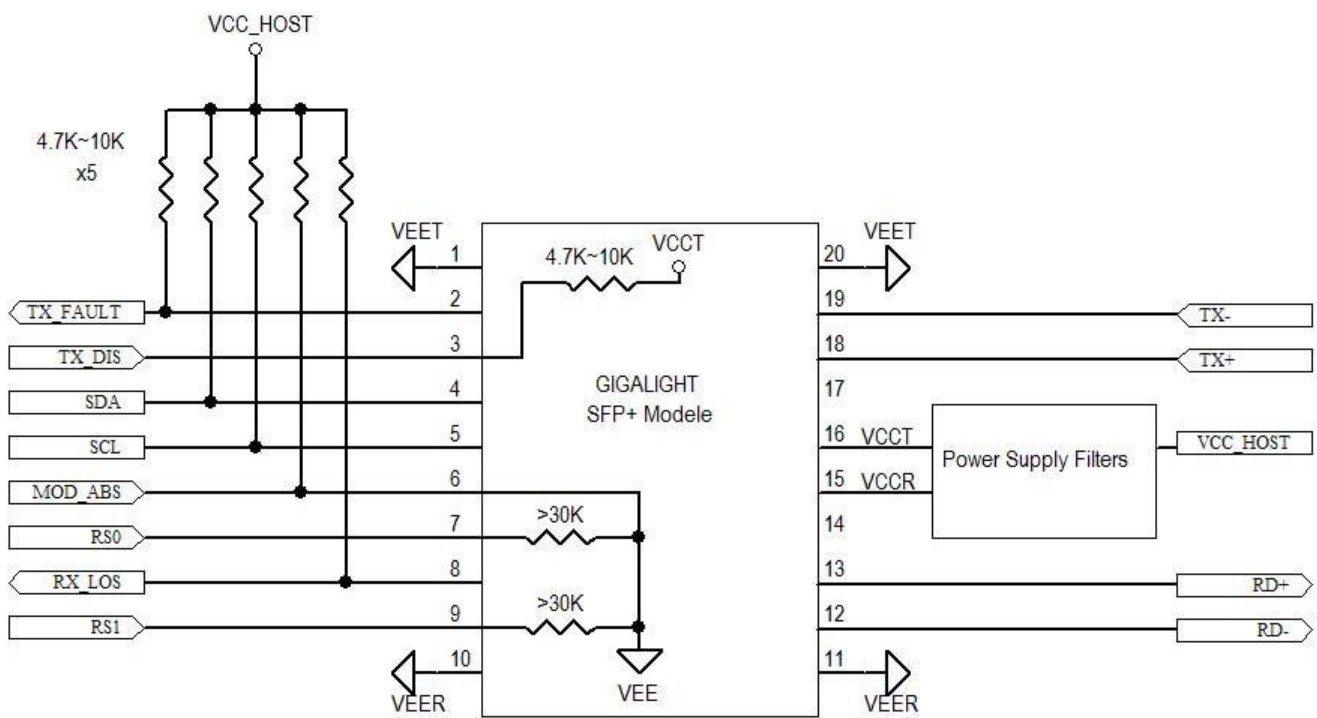 VCC_HOST
4.7K~10K
x5
VEET
1
4.7K~10K
VCCT
20
VEET
TX_FAULT
2
19
TX-
TX_DIS
3
18
TX+
SDA
4
GIGALIGHT
SFP+ Modele
17
SCL
5
16
VCCT
Power Supply Filters
VCC_HOST
MOD_ABS
6
15
VCCR
RS0
7
>30K
14
RX_LOS
8
13
RD+
RS1
9
>30K
12
RD-
10
VEER
VEE
11
VEER